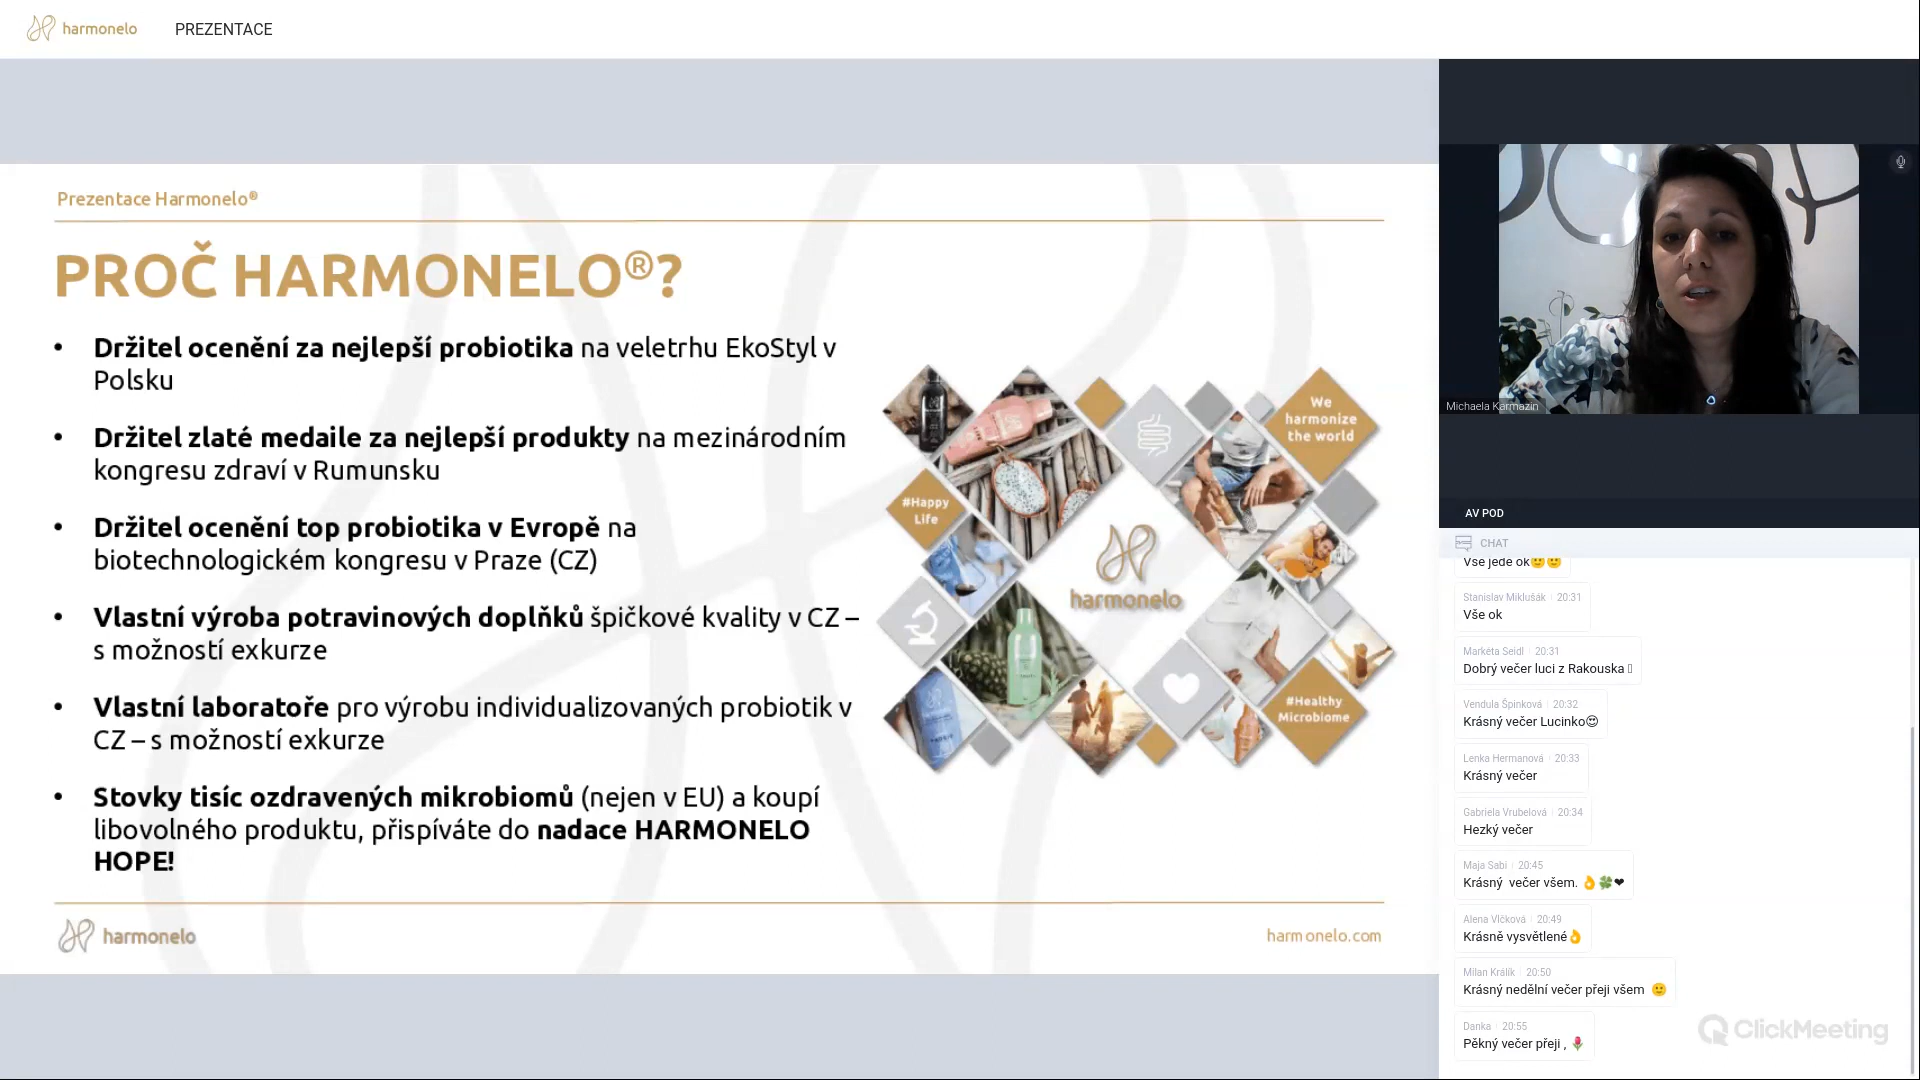 harmonelo
PREZENTACE
Prezentace Harmonelo®
PROČ HARMONELO®?
• Držitel ocenění za nejlepší probiotika na veletrhu EkoStyl v
Polsku
• Držitel zlaté medaile za nejlepší produkty na mezinárodním
kongresu zdraví v Rumunsku
• Držitel ocenění top probiotika v Evropě na
biotechnologickém kongresu v Praze (CZ)
• Vlastní výroba potravinových doplňků špičkové kvality v CZ –
s možností exkurze
• Vlastní laboratoře pro výrobu individualizovaných probiotik v
CZ – s možností exkurze
• Stovky tisíc ozdravených mikrobiomů (nejen v EU) a koupí
libovolného produktu, přispíváte do nadace HARMONELO
HOPE!
We
harmonize
the world
#Happy
Life
harmonelo
#Healthy
Microbiome
harmonelo
harmonelo.com
Michaela Karmazin
AV POD
CHAT
Vše jede ok🙂🙂
Stanislav Miklušák | 20:31
Vše ok
Markéta Seidl | 20:31
Dobrý večer luci z Rakouska
Vendula Špinková | 20:32
Krásný večer Lucinko😍
Lenka Hermanová | 20:33
Krásný večer
Gabriela Vrubelová | 20:34
Hezký večer
Maja Sabi | 20:45
Krásný večer všem. 👌🍀❤
Alena Vlčková | 20:49
Krásně vysvětlené👌
Milan Králík | 20:50
Krásný nedělní večer přeji všem 🙂
Danka | 20:55
Pěkný večer přeji , 🌷
ClickMeeting